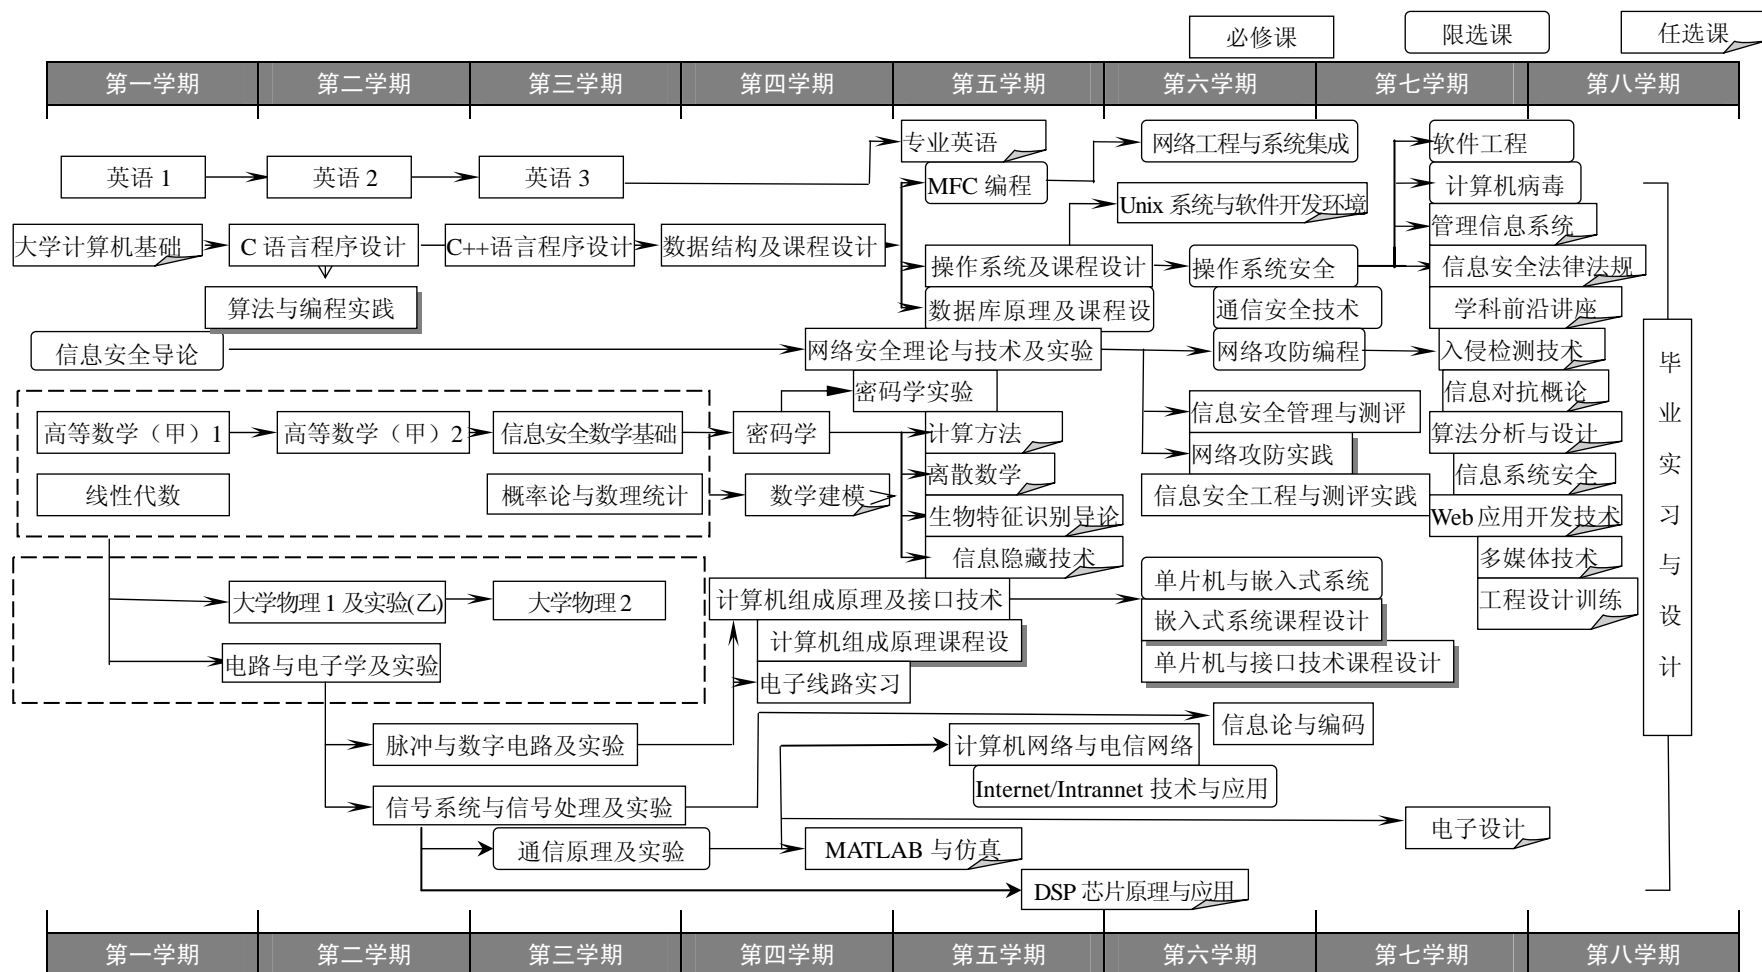 必修课 限选课 任选课
第一学期 第二学期 第三学期 第四学期 第五学期 第六学期 第七学期 第八学期
专业英语 网络工程与系统集成 软件工程
英语 1 英语 2 英语 3 MFC 编程 计算机病毒
Unix 系统与软件开发环境 管理信息系统
大学计算机基础 C 语言程序设计 C++语言程序设计 数据结构及课程设计
操作系统及课程设计 操作系统安全 信息安全法律法规
算法与编程实践 数据库原理及课程设 通信安全技术 学科前沿讲座
信息安全导论 网络安全理论与技术及实验 网络攻防编程 入侵检测技术
密码学实验 信息对抗概论
信息安全管理与测评
高等数学（甲）1 高等数学（甲）2 信息安全数学基础 密码学 计算方法 算法分析与设计
网络攻防实践
离散数学 信息系统安全
线性代数 概率论与数理统计 数学建模 信息安全工程与测评实践
生物特征识别导论 Web 应用开发技术
信息隐藏技术 多媒体技术
单片机与嵌入式系统
大学物理 1 及实验(乙) 大学物理 2 计算机组成原理及接口技术 工程设计训练
嵌入式系统课程设计
计算机组成原理课程设
电路与电子学及实验 单片机与接口技术课程设计
电子线路实习
信息论与编码
脉冲与数字电路及实验 计算机网络与电信网络
Internet/Intrannet 技术与应用
信号系统与信号处理及实验
电子设计
通信原理及实验 MATLAB 与仿真
DSP 芯片原理与应用
毕
业
实
习
与
设
计
第一学期 第二学期 第三学期 第四学期 第五学期 第六学期 第七学期 第八学期